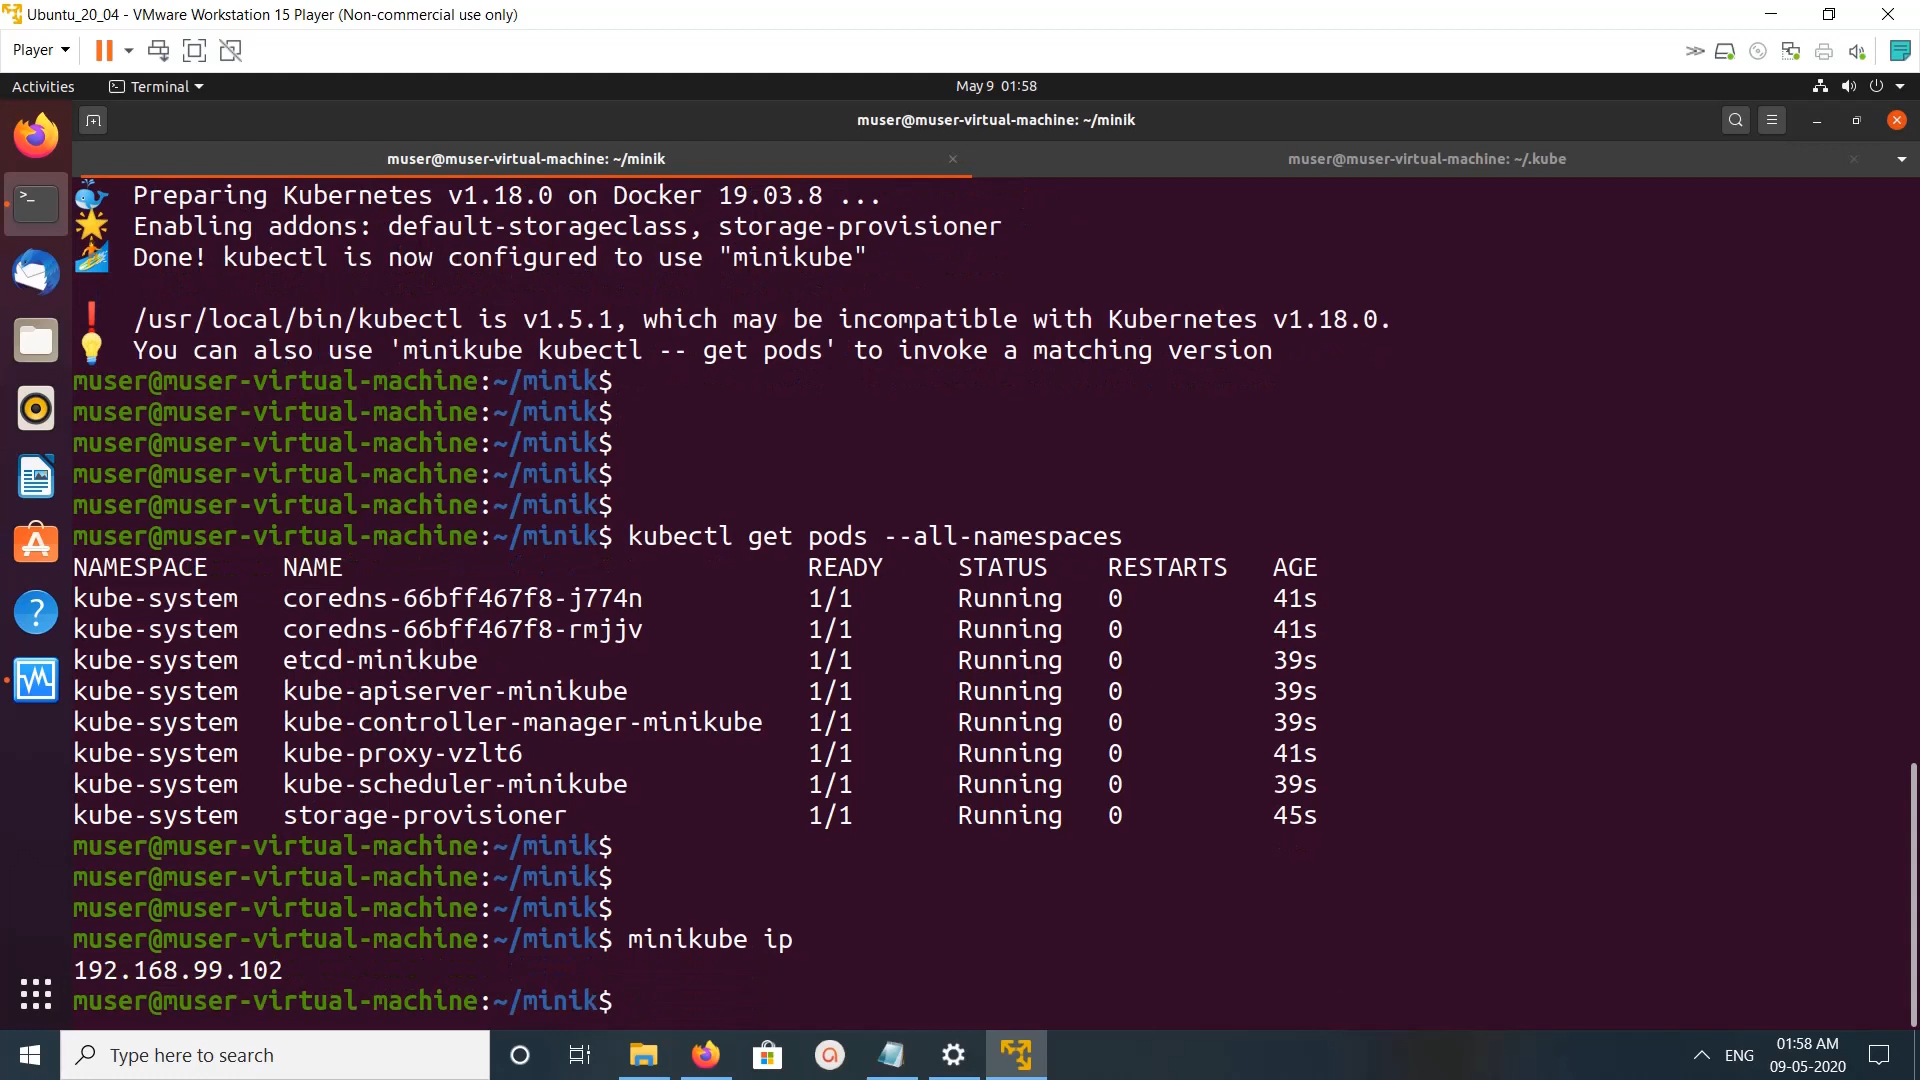 Ubuntu_20_04 - VMware Workstation 15 Player (Non-commercial use only)
Player
Activities
Terminal
May 9 01:58
muser@muser-virtual-machine: ~/minik
muser@muser-virtual-machine: ~/minik
muser@muser-virtual-machine: ~/.kube
Preparing Kubernetes v1.18.0 on Docker 19.03.8 ...
Enabling addons: default-storageclass, storage-provisioner
Done! kubectl is now configured to use "minikube"
/usr/local/bin/kubectl is v1.5.1, which may be incompatible with Kubernetes v1.18.0.
You can also use 'minikube kubectl -- get pods' to invoke a matching version
muser@muser-virtual-machine:~/minik$
muser@muser-virtual-machine:~/minik$
muser@muser-virtual-machine:~/minik$
muser@muser-virtual-machine:~/minik$
muser@muser-virtual-machine:~/minik$
muser@muser-virtual-machine:~/minik$ kubectl get pods --all-namespaces
NAMESPACE NAME READY STATUS RESTARTS AGE
kube-system coredns-66bff467f8-j774n 1/1 Running 0 41s
kube-system coredns-66bff467f8-rmjjv 1/1 Running 0 41s
kube-system etcd-minikube 1/1 Running 0 39s
kube-system kube-apiserver-minikube 1/1 Running 0 39s
kube-system kube-controller-manager-minikube 1/1 Running 0 39s
kube-system kube-proxy-vzlt6 1/1 Running 0 41s
kube-system kube-scheduler-minikube 1/1 Running 0 39s
kube-system storage-provisioner 1/1 Running 0 45s
muser@muser-virtual-machine:~/minik$
muser@muser-virtual-machine:~/minik$
muser@muser-virtual-machine:~/minik$
muser@muser-virtual-machine:~/minik$ minikube ip
192.168.99.102
muser@muser-virtual-machine:~/minik$
Type here to search
ENG
01:58 AM
09-05-2020